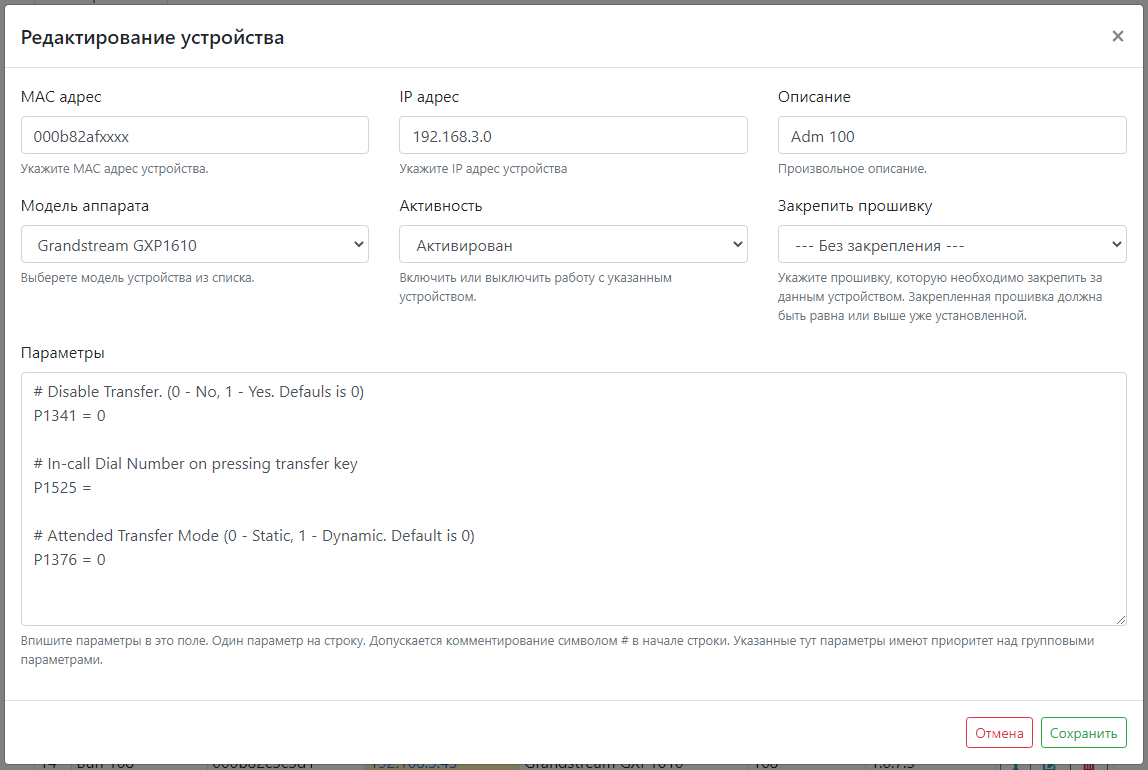 Редактирование устройства
×
MAC адрес
IP адрес
Описание
000b82afxxxx
192.168.3.0
Adm 100
Укажите MAC адрес устройства.
Укажите IP адрес устройства
Произвольное описание.
Модель аппарата
Активность
Закрепить прошивку
Grandstream GXP1610
Активирован
--- Без закрепления ---
Выберете модель устройства из списка.
Включить или выключить работу с указанным
устройством.
Укажите прошивку, которую необходимо закрепить за
данным устройством. Закрепленная прошивка должна
быть равна или выше уже установленной.
Параметры
# Disable Transfer. (0 - No, 1 - Yes. Defauls is 0)
P1341 = 0
# In-call Dial Number on pressing transfer key
P1525 =
# Attended Transfer Mode (0 - Static, 1 - Dynamic. Default is 0)
P1376 = 0
Впишите параметры в это поле. Один параметр на строку. Допускается комментирование символом # в начале строки. Указанные тут параметры имеют приоритет над групповыми
параметрами.
Отмена
Сохранить